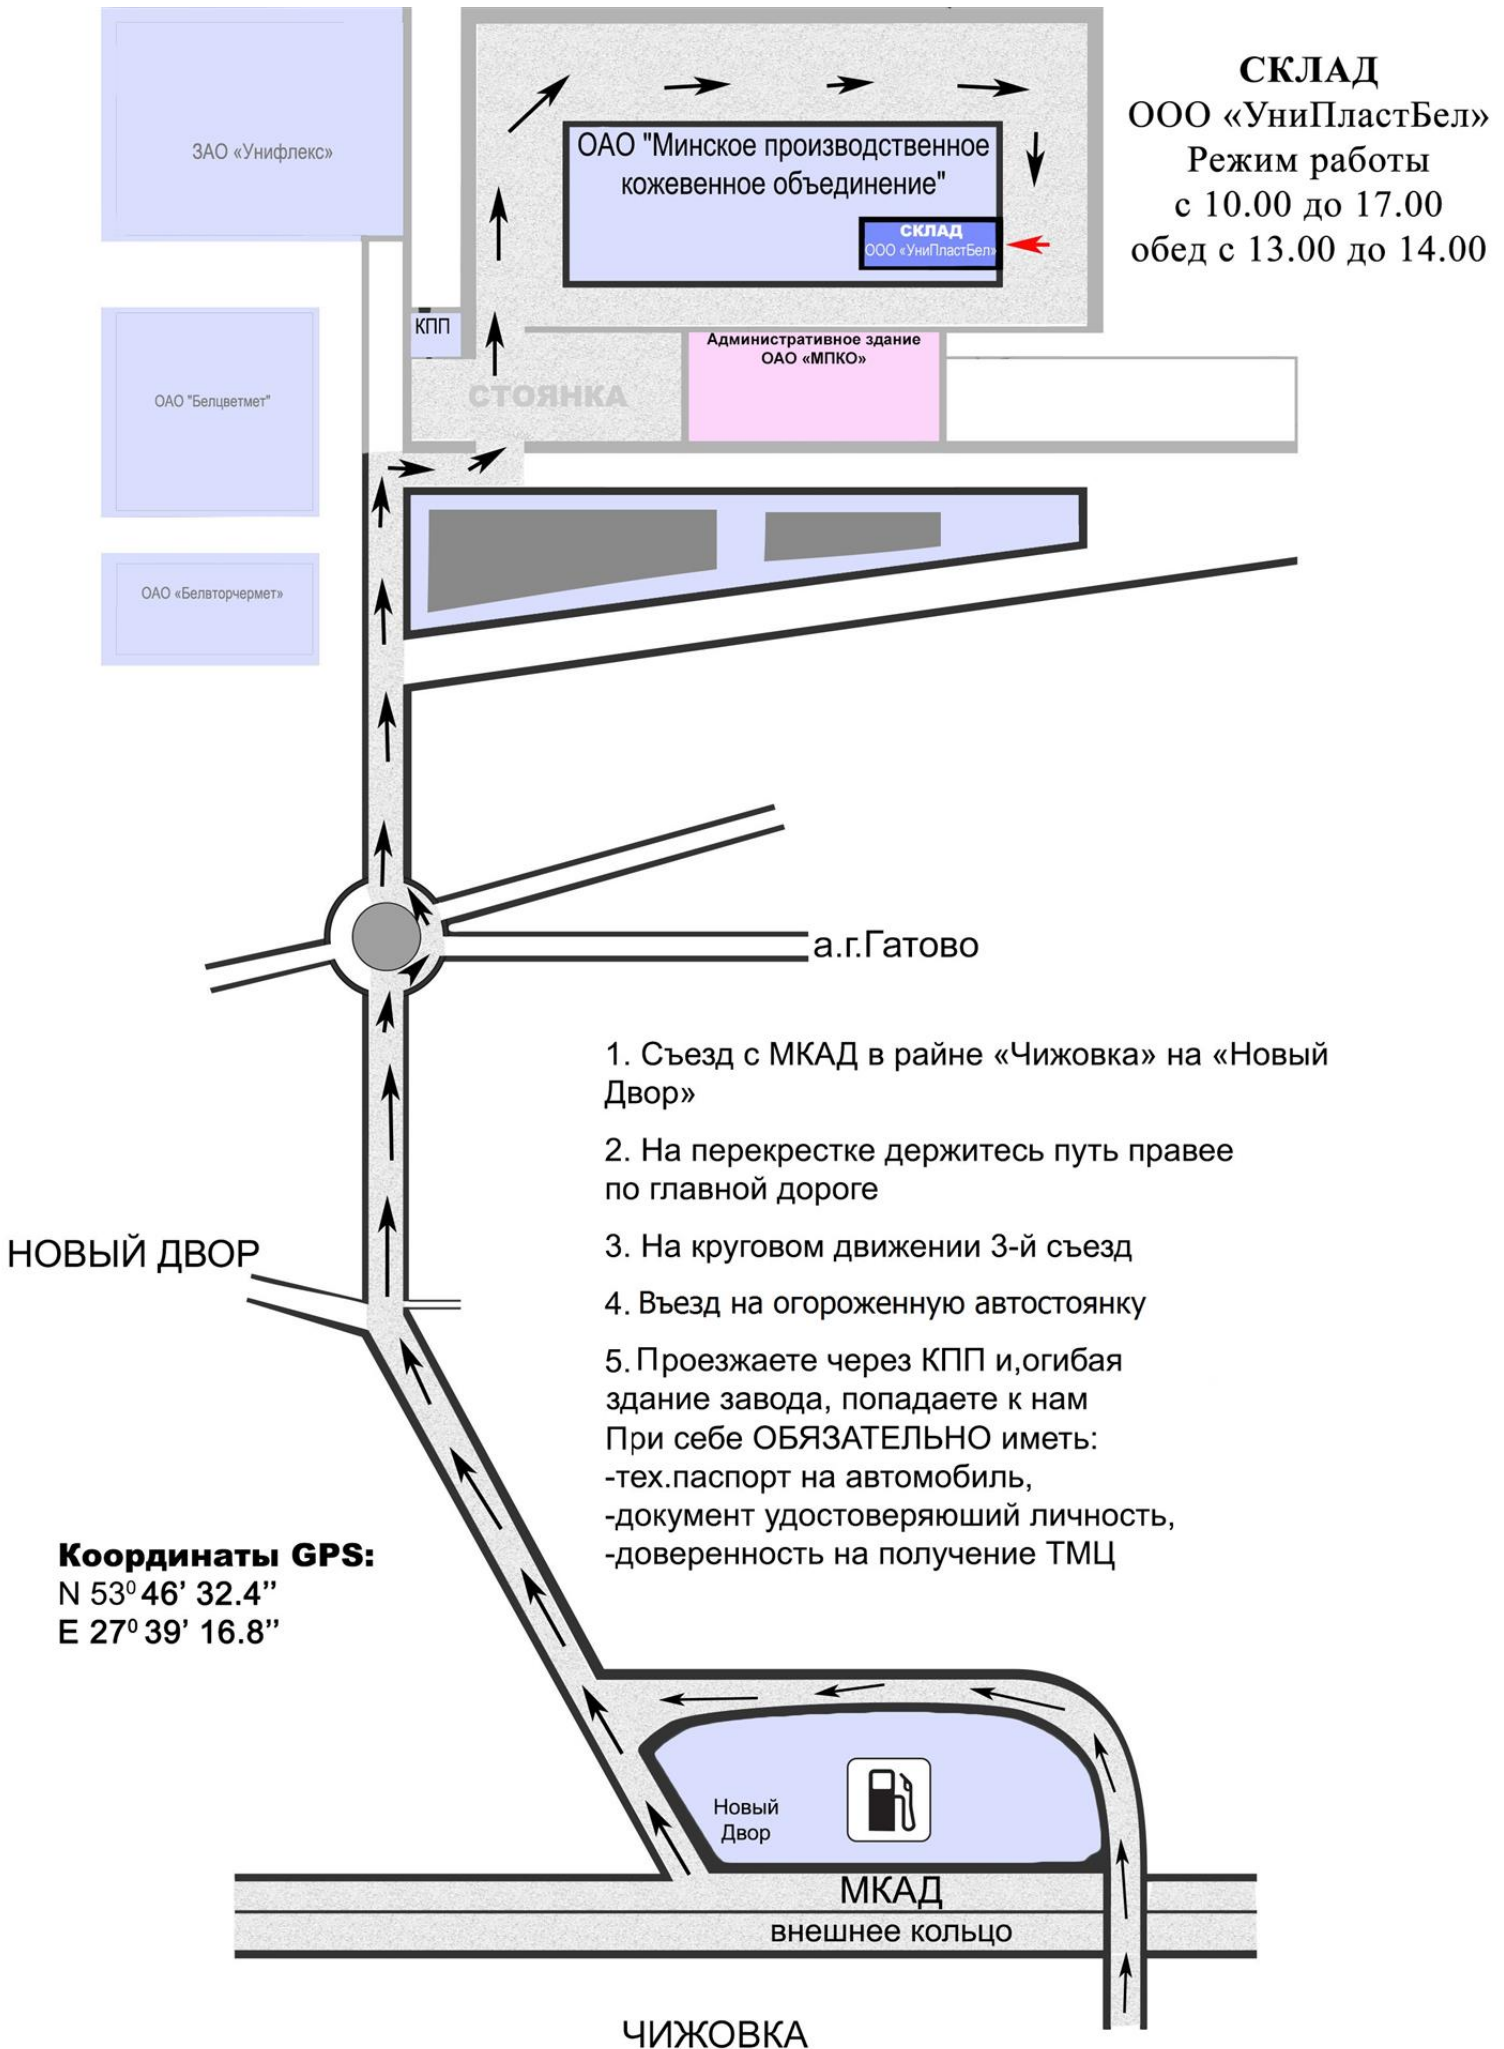 СКЛАД
ООО «УниПластБел»
Режим работы
с 10.00 до 17.00
обед с 13.00 до 14.00
ЗАО «Унифлекс»
ОАО "Минское производственное
кожевенное объединение"
СКЛАД
ООО «УниПластБел»
КПП
Административное здание
ОАО «МПКО»
СТОЯНКА
ОАО "Белцветмет"
ОАО «Белвторчермет»
а.г.Гатово
1. Съезд с МКАД в райне «Чижовка» на «Новый
Двор»
2. На перекрестке держитесь путь правее
по главной дороге
3. На круговом движении 3-й съезд
4. Въезд на огороженную автостоянку
5. Проезжаете через КПП и,огибая
здание завода, попадаете к нам
При себе ОБЯЗАТЕЛЬНО иметь:
-тех.паспорт на автомобиль,
-документ удостоверяюший личность,
-доверенность на получение ТМЦ
НОВЫЙ ДВОР
Координаты GPS:
N 53⁰ 46’ 32.4’’
E 27⁰ 39’ 16.8’’
Новый
Двор
МКАД
внешнее кольцо
ЧИЖОВКА